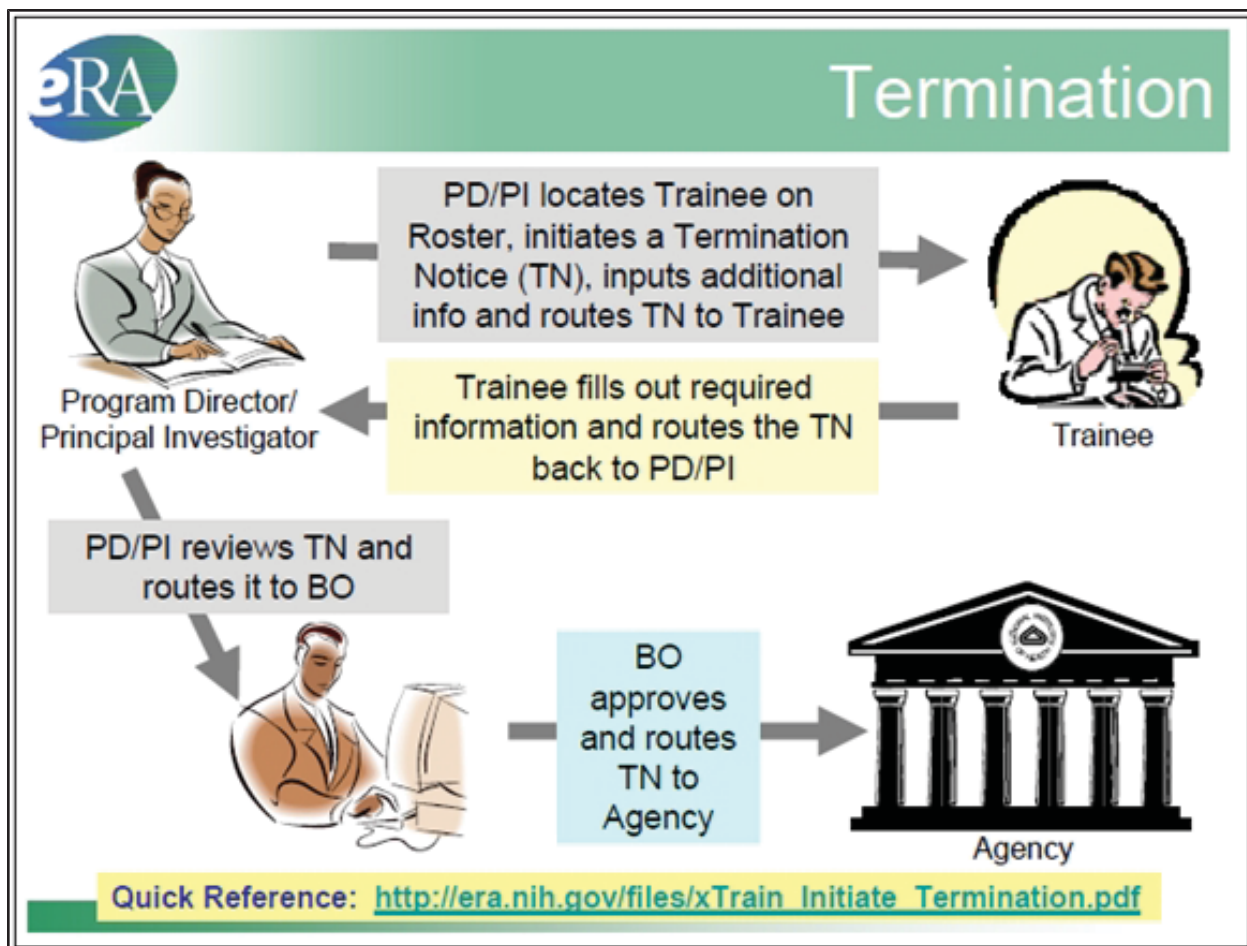 eRA
Termination
PD/PI locates Trainee on
Roster, initiates a Termination
Notice (TN), inputs additional
info and routes TN to Trainee
Program Director/
Principal Investigator
Trainee fills out required
information and routes the TN
back to PD/PI
Trainee
PD/PI reviews TN and
routes it to BO
BO
approves
and routes
TN to
Agency
Agency
Quick Reference: http://era.nih.gov/files/xTrain_Initiate_Termination.pdf